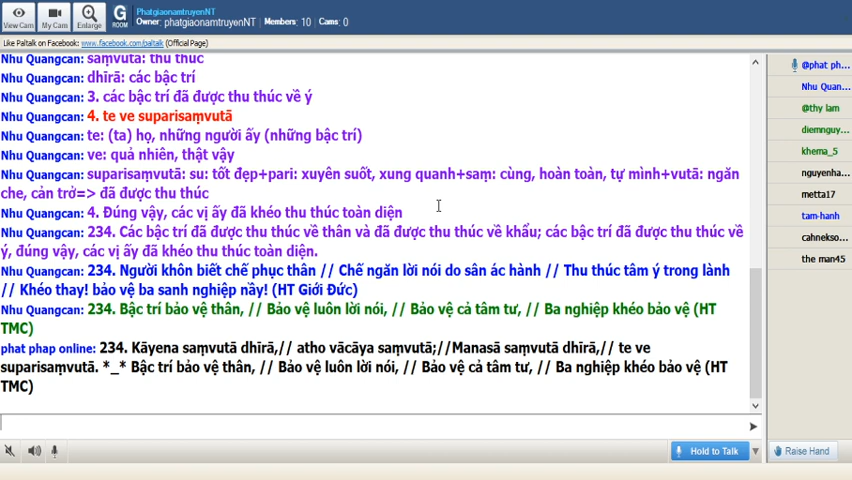 PhatgiaonamtruyenNT
Owner: phatgiaonamtruyenNT Members: 10 Cams: 0
View Cam My Cam Enlarge G ROOM
Like Paltalk on Facebook: www.facebook.com/paltalk (Official Page)
Nhu Quangcan: saṃvutā: thu thúc
Nhu Quangcan: dhīrā: các bậc trí
Nhu Quangcan: 3. các bậc trí đã được thu thúc về ý
Nhu Quangcan: 4. te ve suparisaṃvutā
Nhu Quangcan: te: (ta) họ, những người ấy (những bậc trí)
Nhu Quangcan: ve: quả nhiên, thật vậy
Nhu Quangcan: suparisaṃvutā: su: tốt đẹp+pari: xuyên suốt, xung quanh+saṃ: cùng, hoàn toàn, tự mình+vutā: ngăn
che, cản trở=> đã được thu thúc
Nhu Quangcan: 4. Đúng vậy, các vị ấy đã khéo thu thúc toàn diện
Nhu Quangcan: 234. Các bậc trí đã được thu thúc về thân và đã được thu thúc về khẩu; các bậc trí đã được thu thúc về
ý, đúng vậy, các vị ấy đã khéo thu thúc toàn diện.
Nhu Quangcan: 234. Người khôn biết chế phục thân // Chế ngăn lời nói do sân ác hành // Thu thúc tâm ý trong lành
// Khéo thay! bảo vệ ba sanh nghiệp nầy! (HT Giới Đức)
Nhu Quangcan: 234. Bậc trí bảo vệ thân, // Bảo vệ luôn lời nói, // Bảo vệ cả tâm tư, // Ba nghiệp khéo bảo vệ (HT
TMC)
phat phap online: 234. Kāyena saṃvutā dhīrā,// atho vācāya saṃvutā;//Manasā saṃvutā dhīrā,// te ve
suparisaṃvutā. *_* Bậc trí bảo vệ thân, // Bảo vệ luôn lời nói, // Bảo vệ cả tâm tư, // Ba nghiệp khéo bảo vệ (HT
TMC)
@phat ph...
Nhu Quan...
@thy lam
diemnguy...
khema_5
nguyenha...
metta17
tam-hanh
cahnekso...
the man45
Hold to Talk
Raise Hand